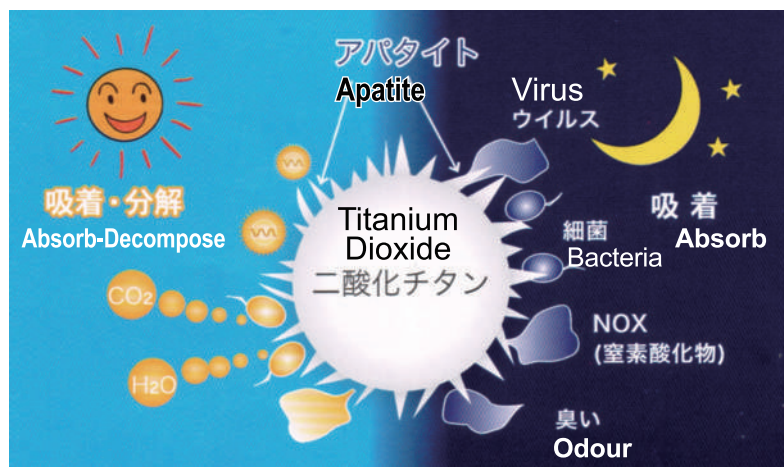 アパタイト
Apatite
Virus
ウイルス
吸着・分解
Absorb-Decompose
Titanium
Dioxide
二酸化チタン
吸着
Absorb
細菌
Bacteria
CO2
H2O
NOX
(窒素酸化物)
臭い
Odour